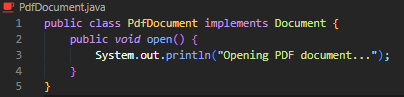 PdfDocument.java
1 public class PdfDocument implements Document {
2     public void open() {
3         System.out.println("Opening PDF document...");
4     }
5 }